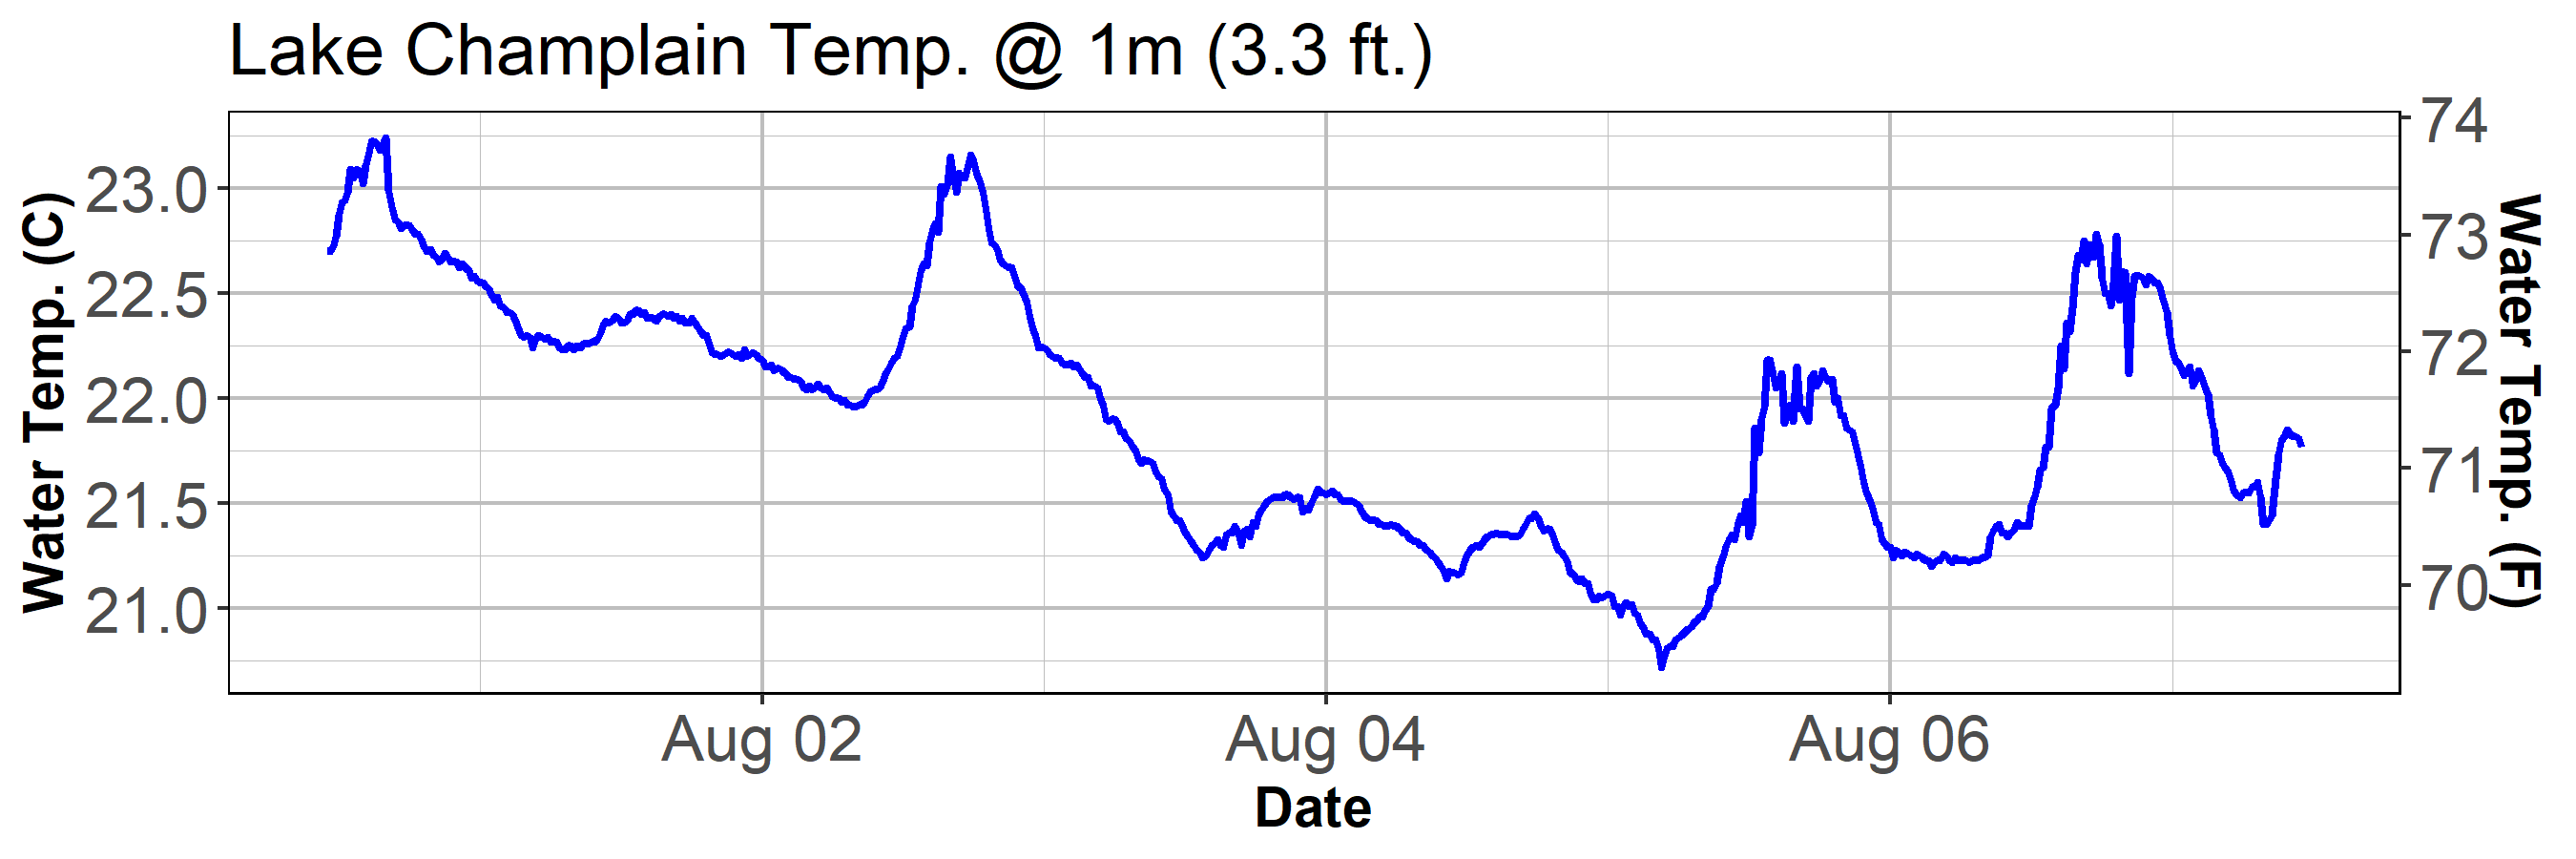 Lake Champlain Temp. @ 1m (3.3 ft.)
Water Temp. (C)
23.0
22.5
22.0
21.5
21.0
74
73
72
71
70
Water Temp. (F)
Aug 02
Aug 04
Aug 06
Date